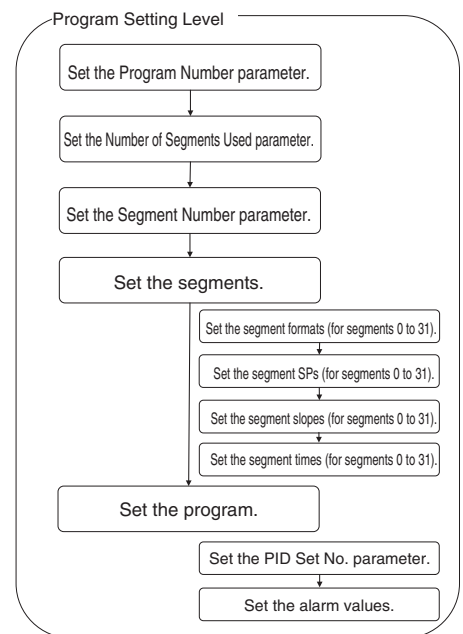 Program Setting Level
Set the Program Number parameter.
Set the Number of Segments Used parameter.
Set the Segment Number parameter.
Set the segments.
Set the segment formats (for segments 0 to 31).
Set the segment SPs (for segments 0 to 31).
Set the segment slopes (for segments 0 to 31).
Set the segment times (for segments 0 to 31).
Set the program.
Set the PID Set No. parameter.
Set the alarm values.